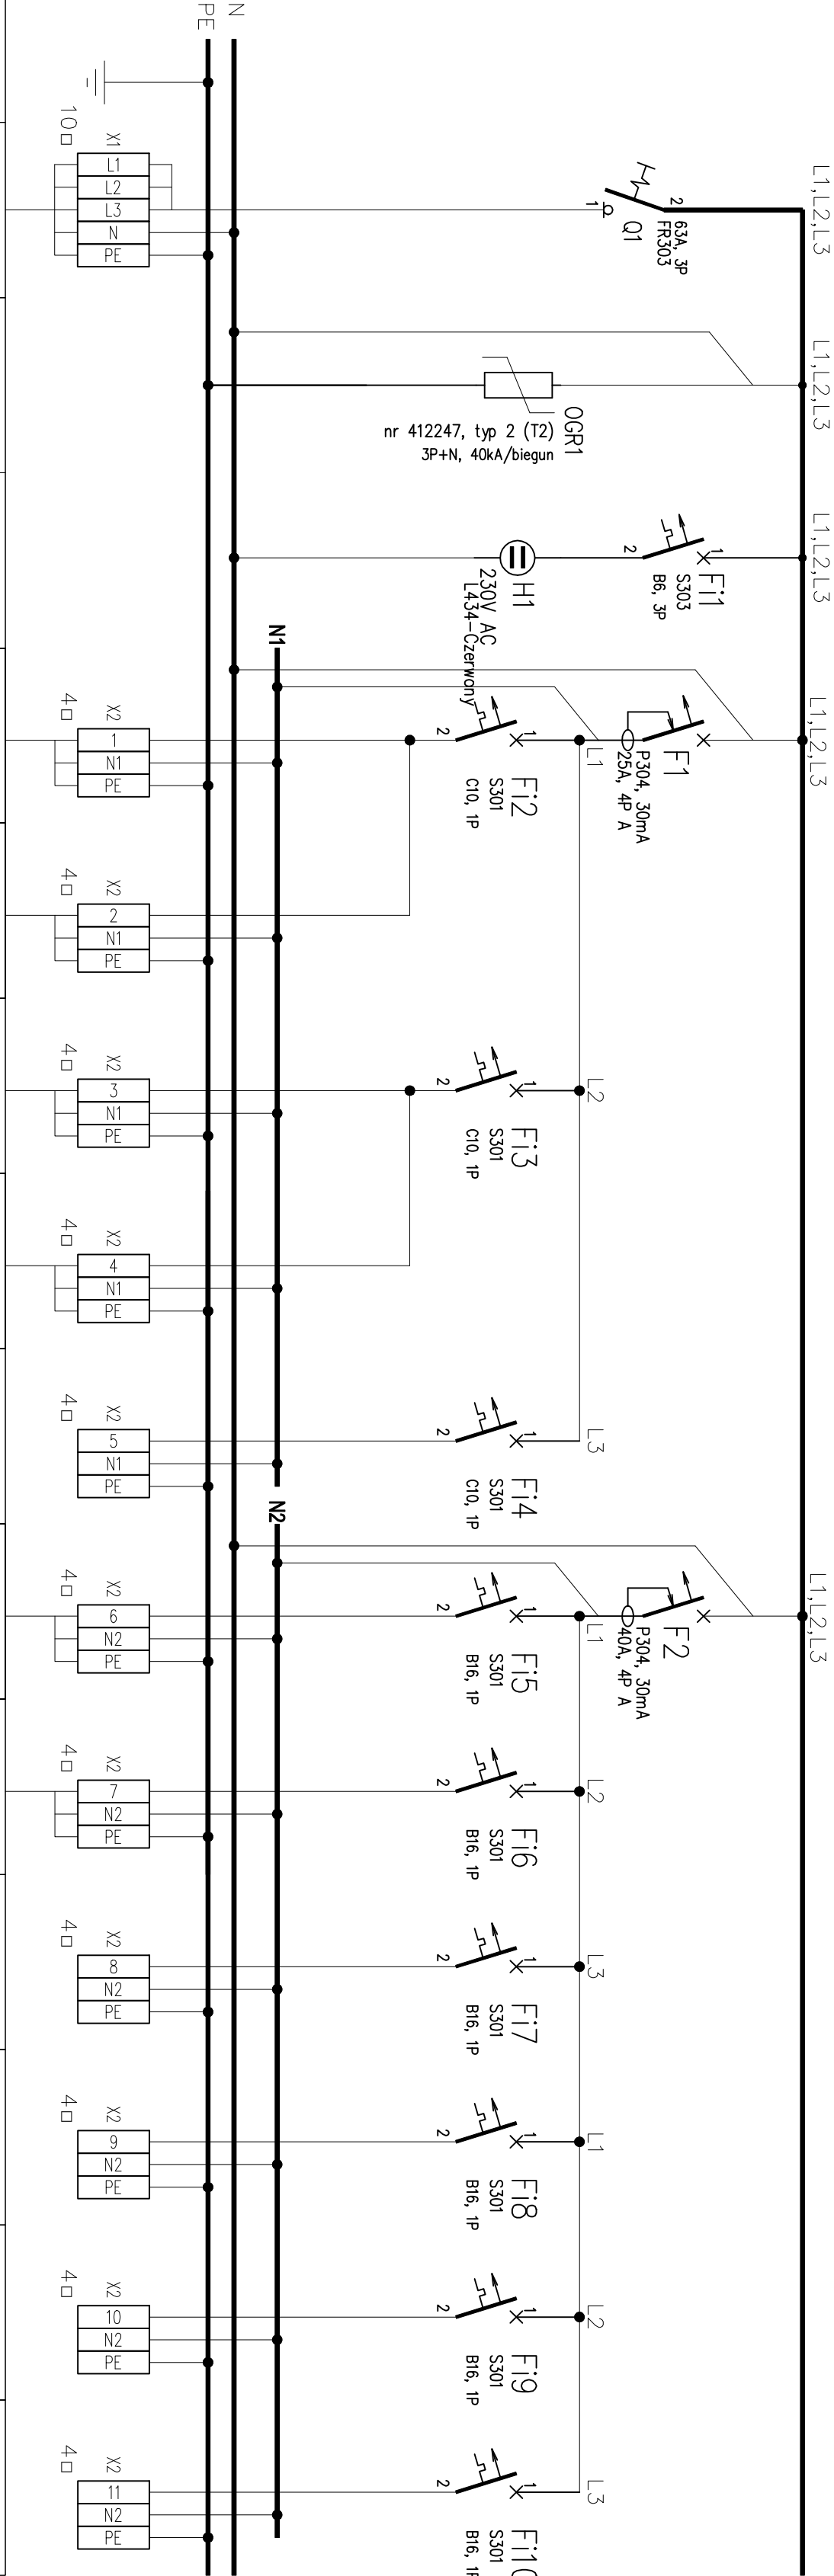 N
PE
L1,L2,L3
63A, 3P
FR303
Q1
2
1
X1
L1
L2
L3
N
PE
10□
L1,L2,L3
OGR1
nr 412247, typ 2 (T2)
3P+N, 40kA/biegun
L1,L2,L3
Fi1
S303
B6, 3P
1
2
H1
230V AC
L434-Czerwony
L1,L2,L3
F1
P304, 30mA
25A, 4P A
N1
L1
Fi2
S301
C10, 1P
1
2
X2
1
N1
PE
4□
X2
2
N1
PE
4□
L2
Fi3
S301
C10, 1P
1
2
X2
3
N1
PE
4□
X2
4
N1
PE
4□
L3
Fi4
S301
C10, 1P
1
2
X2
5
N1
PE
4□
L1,L2,L3
F2
P304, 30mA
40A, 4P A
N2
L1
Fi5
S301
B16, 1P
1
2
X2
6
N2
PE
4□
L2
Fi6
S301
B16, 1P
1
2
X2
7
N2
PE
4□
L3
Fi7
S301
B16, 1P
1
2
X2
8
N2
PE
4□
L1
Fi8
S301
B16, 1P
1
2
X2
9
N2
PE
4□
L2
Fi9
S301
B16, 1P
1
2
X2
10
N2
PE
4□
L3
Fi10
S301
B16, 1P
1
2
X2
11
N2
PE
4□